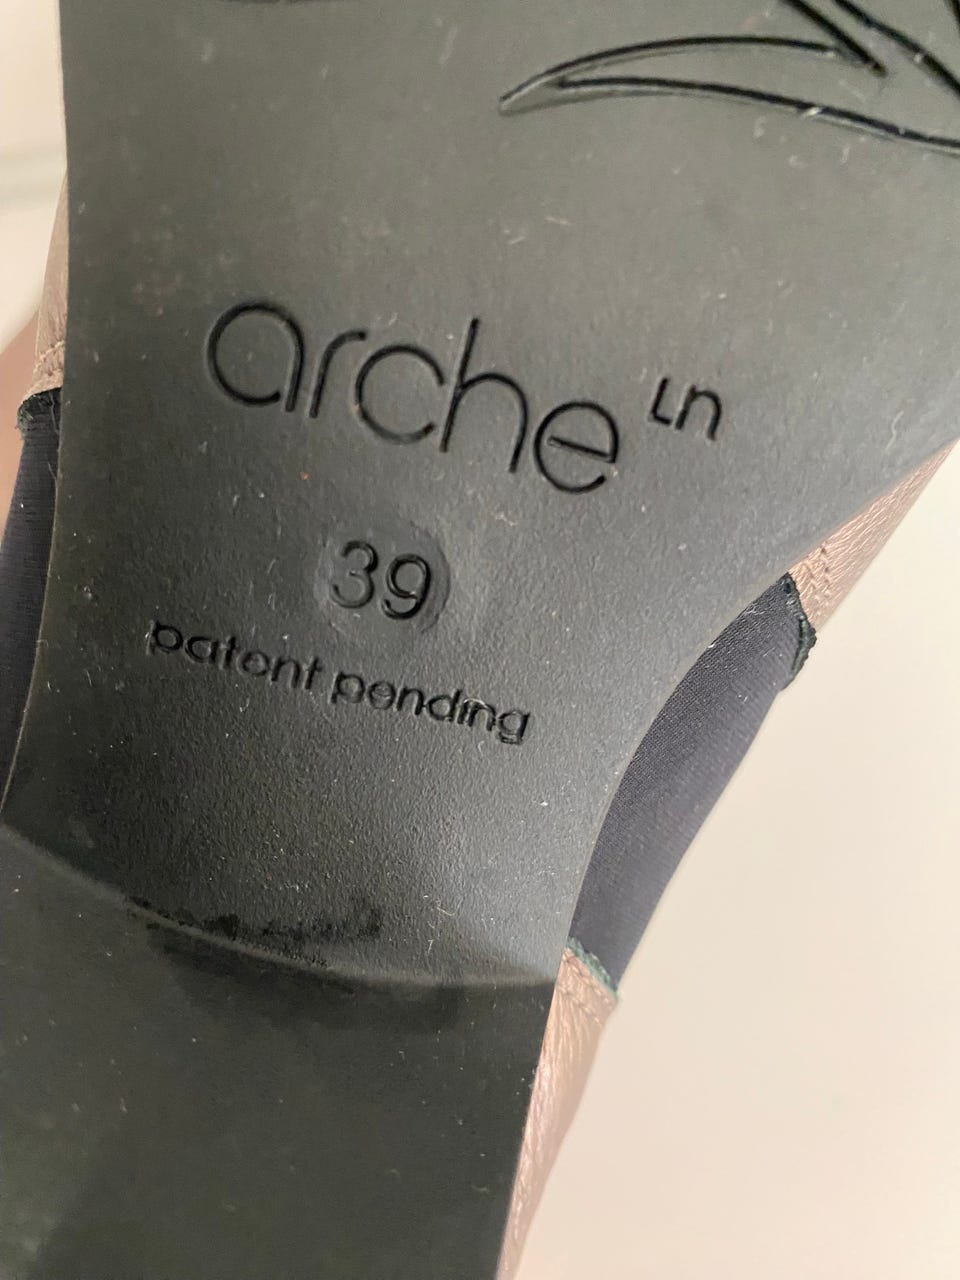 arche Ln
39
patent pending